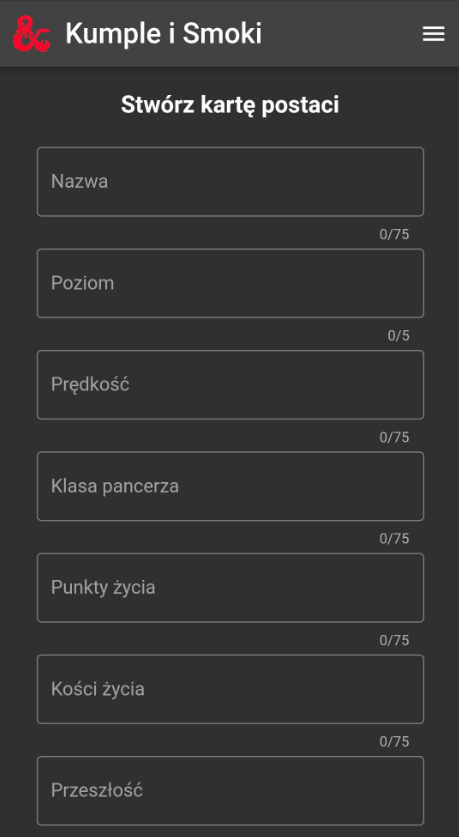 Kumple i Smoki
Stwórz kartę postaci
Nazwa
0/75
Poziom
0/5
Prędkość
0/75
Klasa pancerza
0/75
Punkty życia
0/75
Kości życia
0/75
Przeszłość